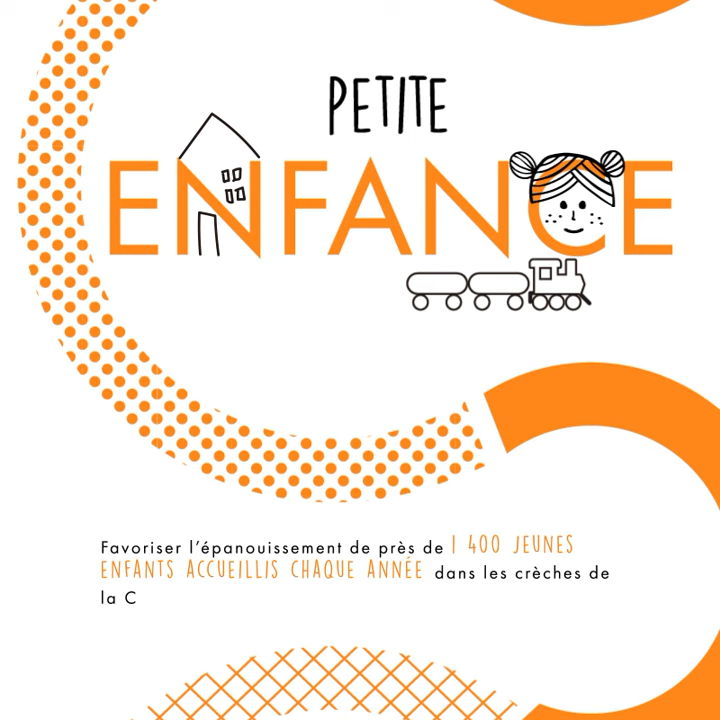 PETITE
ENFANCE
Favoriser l'épanouissement de près de 1 400 JEUNES
ENFANTS ACCUEILLIS CHAQUE ANNÉE dans les crèches de
la C